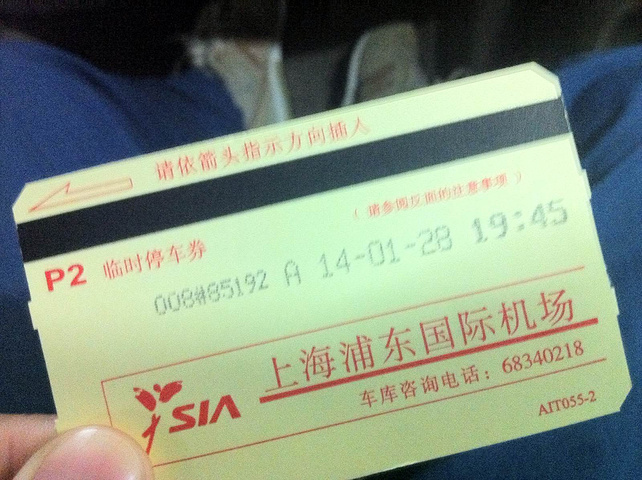 请依箭头指示方向插入
(请参阅反面的注意事项)
P2 临时停车券
008#85192 A 14-01-28 19:45
上海浦东国际机场
SIA
车库咨询电话：68340218
AIT055-2